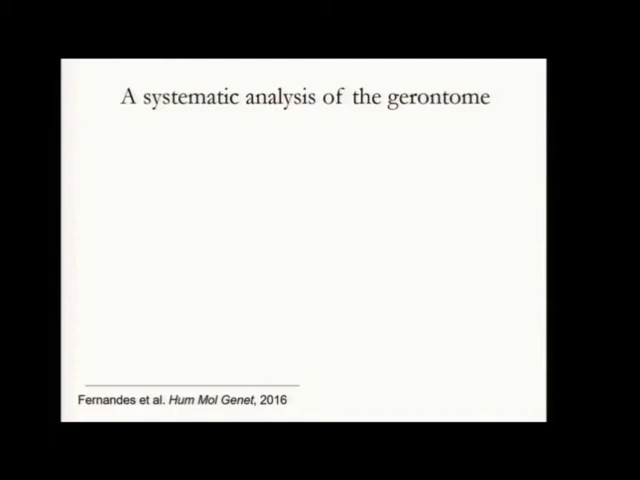 A systematic analysis of the gerontome
Fernandes et al. Hum Mol Genet, 2016